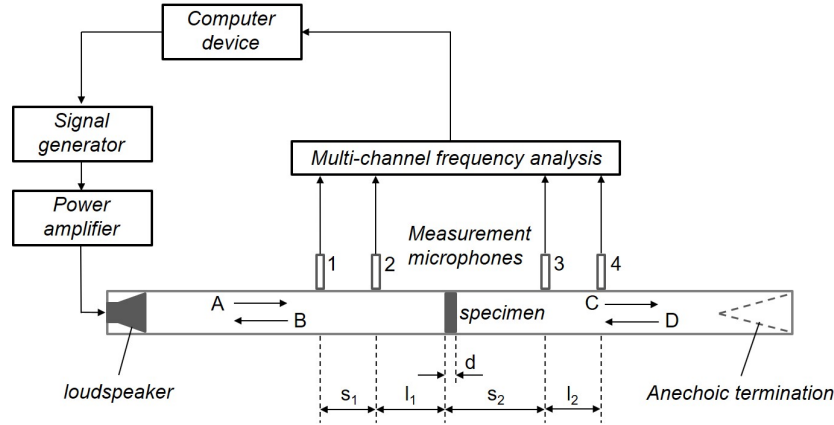 Computer
device
Signal
generator
Multi-channel frequency analysis
Power
amplifier
Measurement
microphones
1
2
3
4
A
B
specimen
C
D
loudspeaker
d
Anechoic termination
s₁
l₁
s₂
l₂